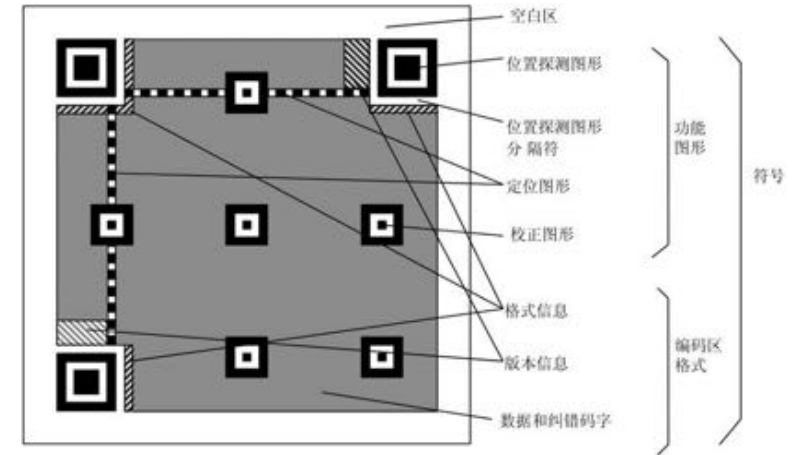 空白区
位置探测图形
位置探测图形
分 隔符
定位图形
校正图形
格式信息
版本信息
数据和纠错码字
功能
图形
编码区
格式
符号